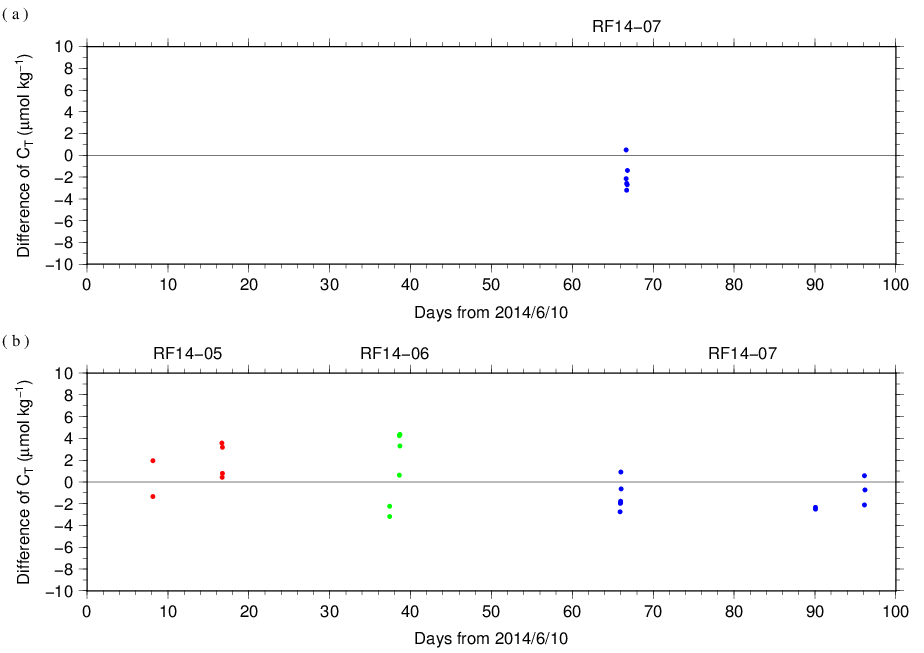 ( a )
RF14−07
10
8
6
4
2
0
−2
−4
−6
−8
−10
Difference of C_T (μmol kg⁻¹)
0 10 20 30 40 50 60 70 80 90 100
Days from 2014/6/10
( b )
RF14−05 RF14−06 RF14−07
10
8
6
4
2
0
−2
−4
−6
−8
−10
Difference of C_T (μmol kg⁻¹)
0 10 20 30 40 50 60 70 80 90 100
Days from 2014/6/10